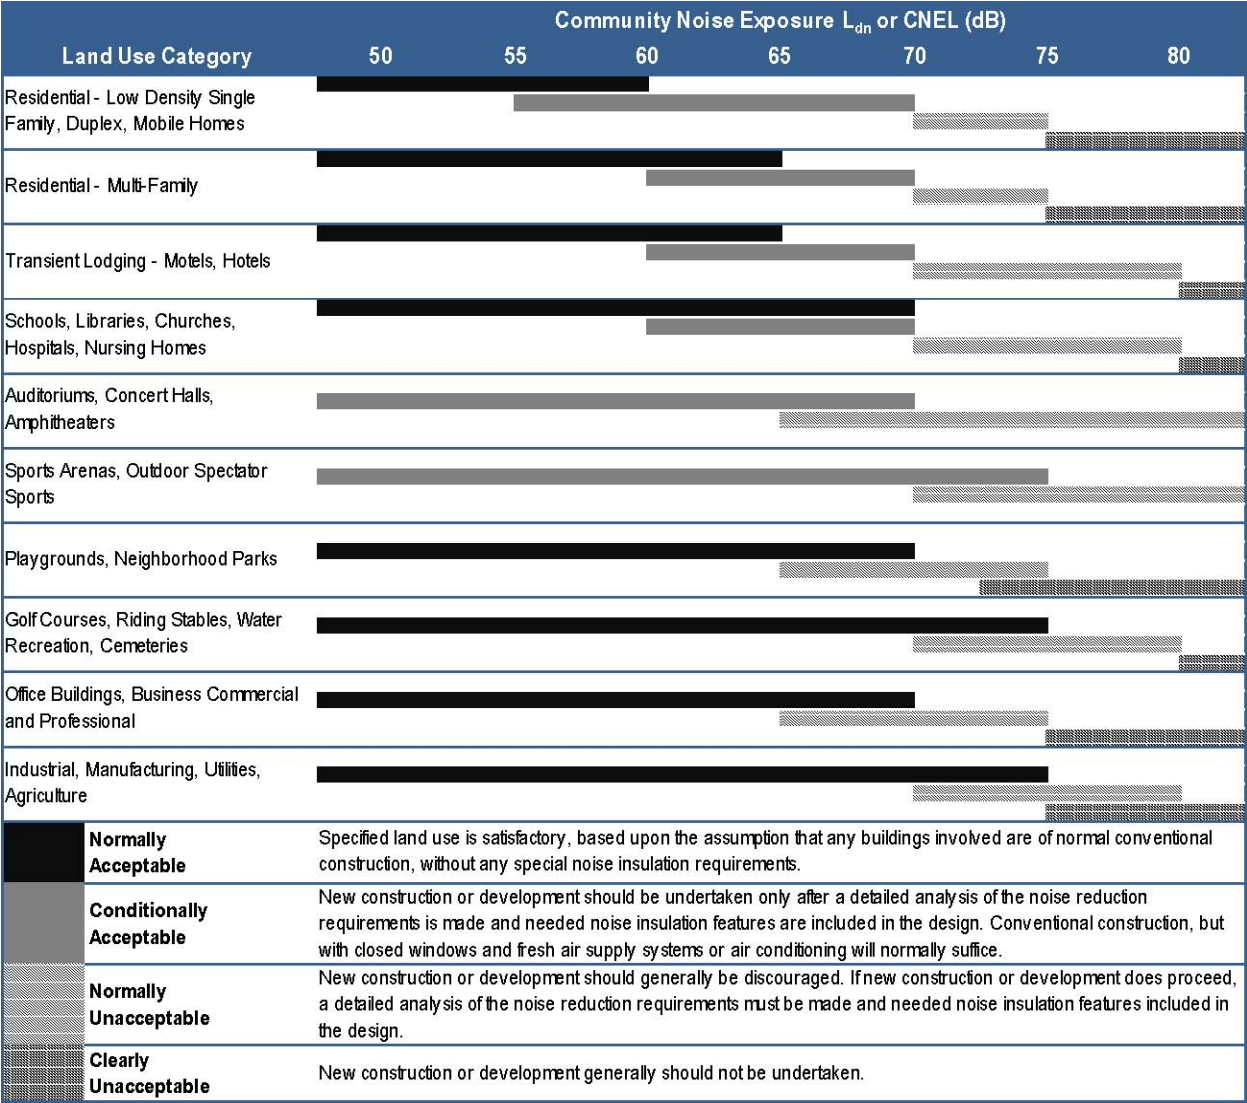 Community Noise Exposure Ldn or CNEL (dB)
Land Use Category 50 55 60 65 70 75 80
Residential - Low Density Single
Family, Duplex, Mobile Homes
Residential - Multi-Family
Transient Lodging - Motels, Hotels
Schools, Libraries, Churches,
Hospitals, Nursing Homes
Auditoriums, Concert Halls,
Amphitheaters
Sports Arenas, Outdoor Spectator
Sports
Playgrounds, Neighborhood Parks
Golf Courses, Riding Stables, Water
Recreation, Cemeteries
Office Buildings, Business Commercial
and Professional
Industrial, Manufacturing, Utilities,
Agriculture
Normally
Acceptable
Specified land use is satisfactory, based upon the assumption that any buildings involved are of normal conventional
construction, without any special noise insulation requirements.
Conditionally
Acceptable
New construction or development should be undertaken only after a detailed analysis of the noise reduction
requirements is made and needed noise insulation features are included in the design. Conventional construction, but
with closed windows and fresh air supply systems or air conditioning will normally suffice.
Normally
Unacceptable
New construction or development should generally be discouraged. If new construction or development does proceed,
a detailed analysis of the noise reduction requirements must be made and needed noise insulation features included in
the design.
Clearly
Unacceptable
New construction or development generally should not be undertaken.